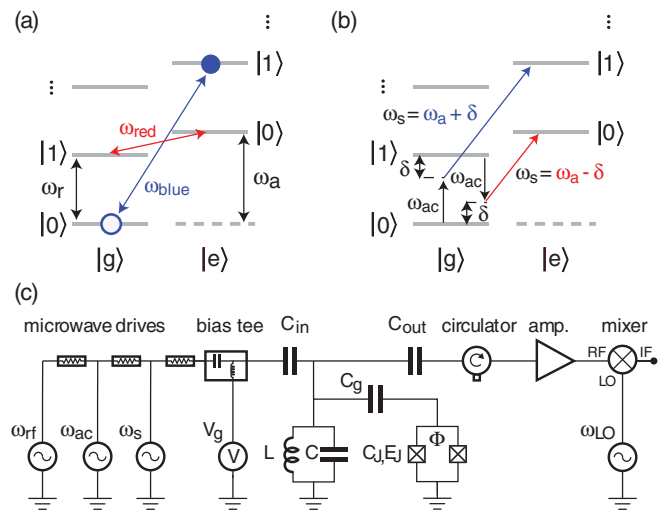 (a)
⋮
⋮
|1⟩
ω_red
|0⟩
|1⟩
ω_r
ω_blue
ω_a
|0⟩
|g⟩
|e⟩
(b)
⋮
⋮
|1⟩
ω_s = ω_a + δ
|0⟩
|1⟩
δ
ω_ac
ω_s = ω_a - δ
ω_ac
δ
|0⟩
|g⟩
|e⟩
(c)
microwave drives
bias tee
C_in
C_out
circulator
amp.
mixer
RF
IF
LO
C_g
ω_rf
ω_ac
ω_s
V_g
V
L
C
C_J,E_J
Φ
ω_LO